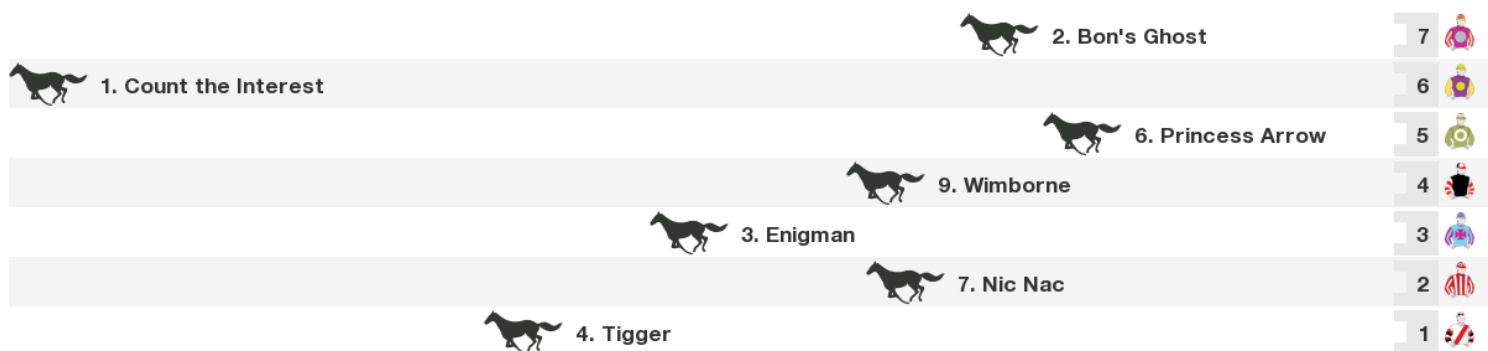 2. Bon's Ghost 7
1. Count the Interest 6
6. Princess Arrow 5
9. Wimborne 4
3. Enigman 3
7. Nic Nac 2
4. Tigger 1